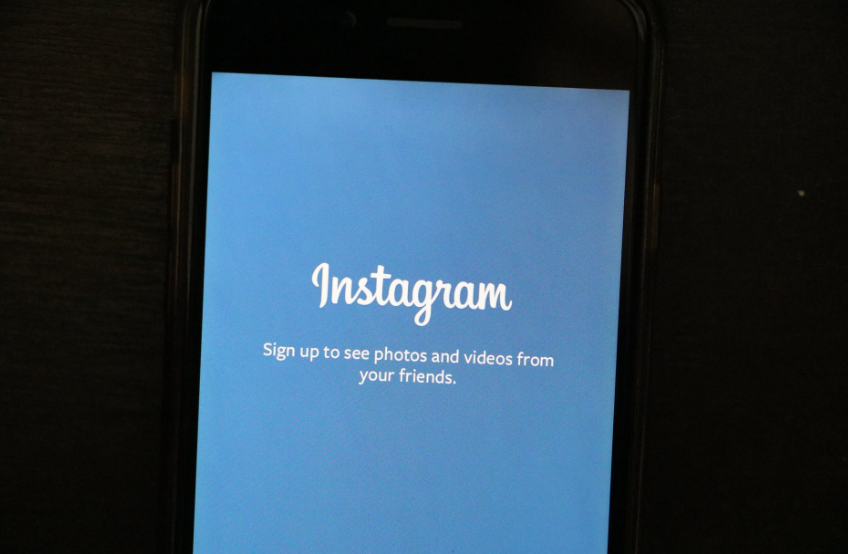 Instagram
Sign up to see photos and videos from
your friends.